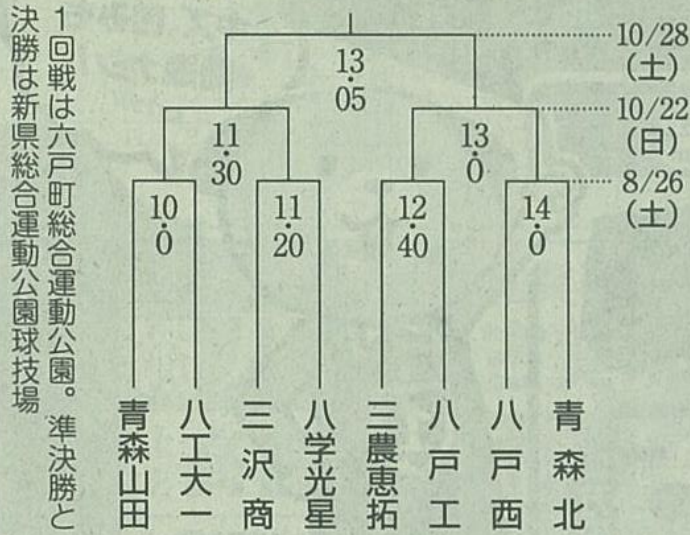 10/28
(土)
13・05
10/22
(日)
11・30
13・0
8/26
(土)
10・0
11・20
12・40
14・0
青森山田
八工大一
三沢商
八学光星
三農恵拓
八戸工
八戸西
青森北
1回戦は六戸町総合運動公園。準決勝と
決勝は新県総合運動公園球技場